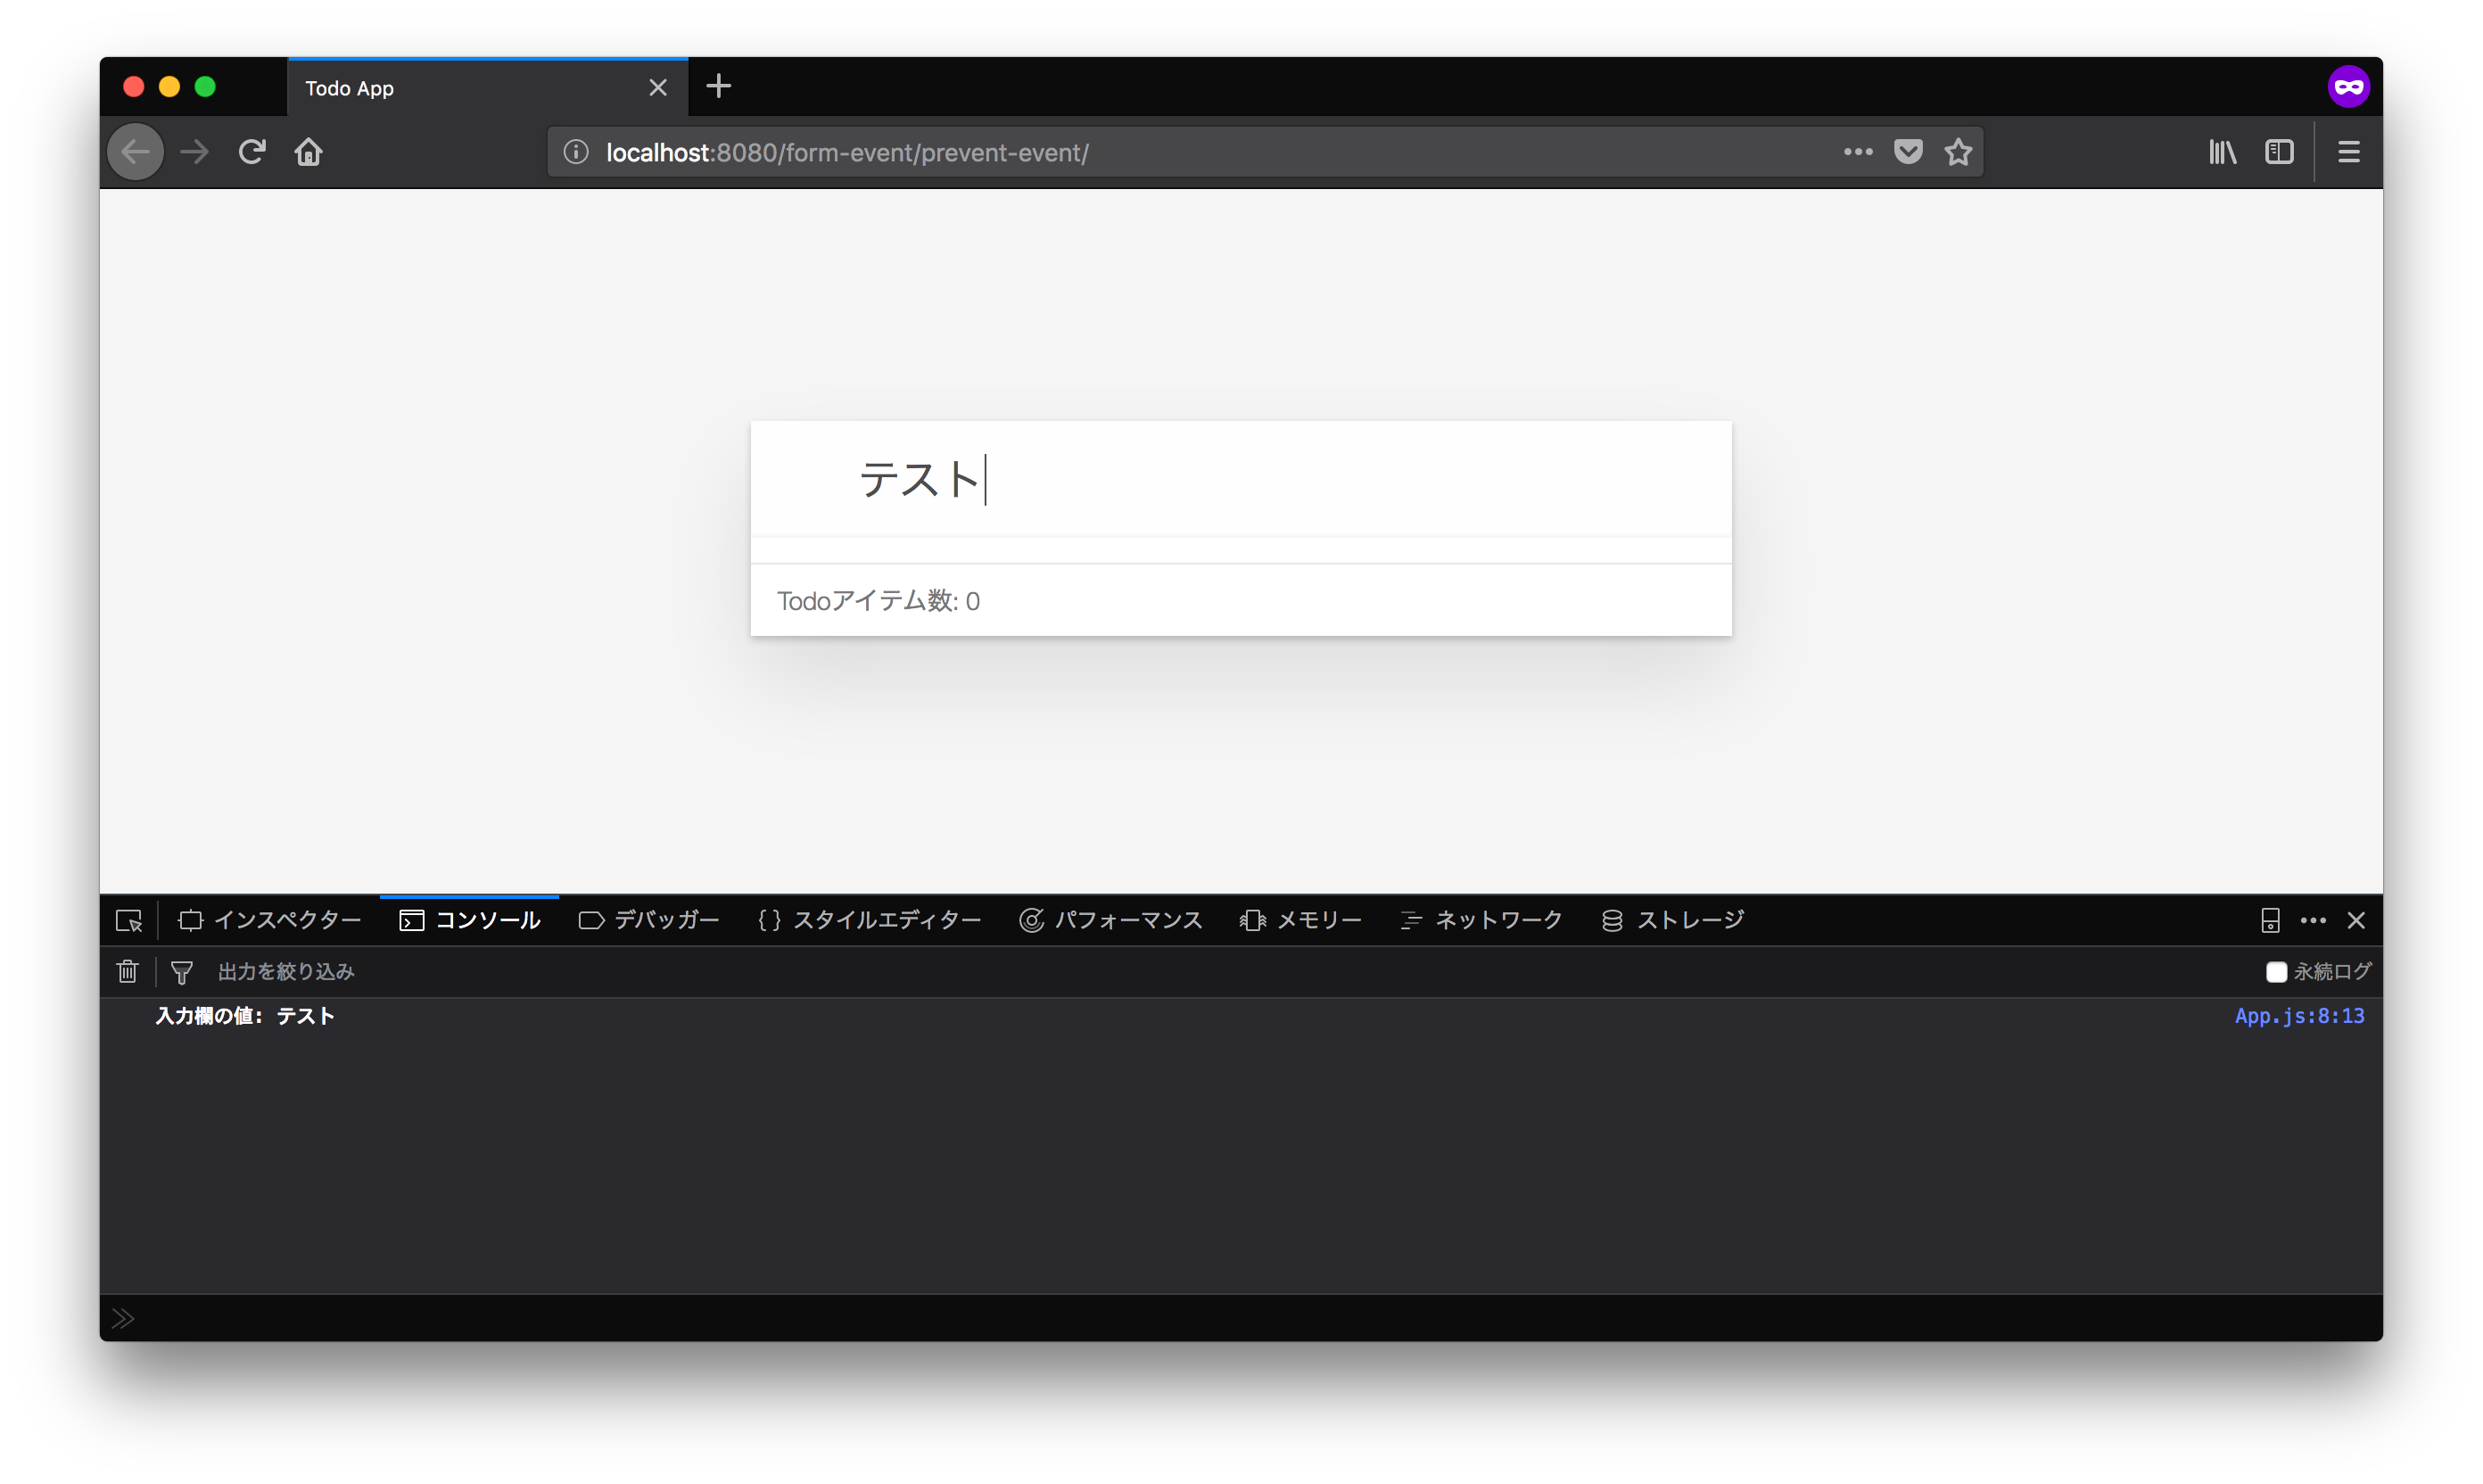 Todo App
localhost:8080/form-event/prevent-event/
テスト
Todoアイテム数: 0
インスペクター コンソール デバッガー スタイルエディター パフォーマンス メモリー ネットワーク ストレージ
出力を絞り込み 永続ログ
入力欄の値: テスト App.js:8:13